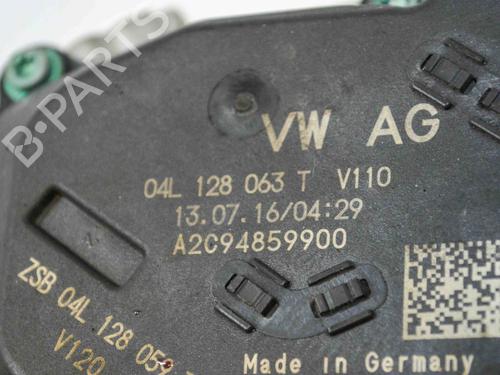 B-PARTS
VW AG
04L 128 063 T V110
13.07.16/04:29
A2C94859900
ZSB 04L 128 059
V120
Made in Germany